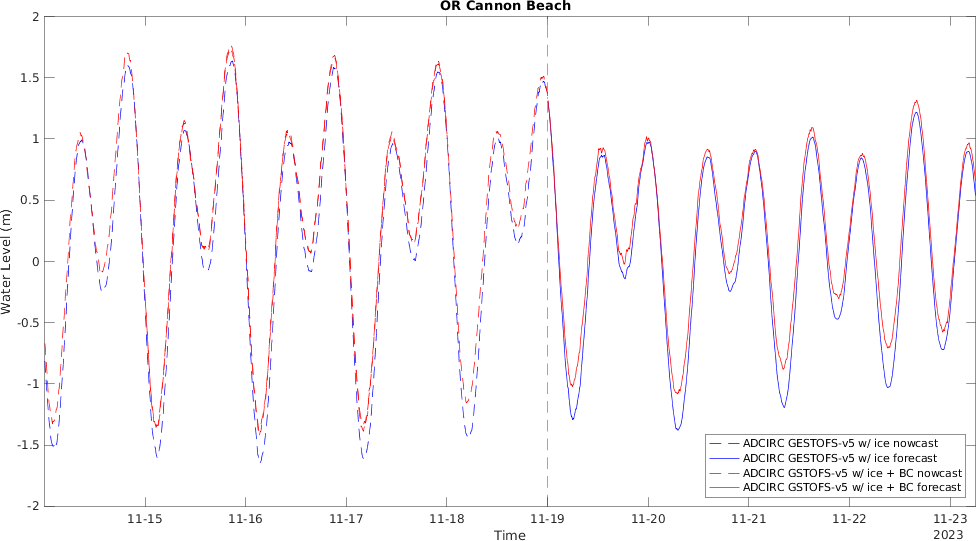 OR Cannon Beach
2
1.5
1
0.5
0
-0.5
-1
-1.5
-2
Water Level (m)
11-15
11-16
11-17
11-18
11-19
11-20
11-21
11-22
11-23
Time
2023
ADCIRC GESTOFS-v5 w/ ice nowcast
ADCIRC GESTOFS-v5 w/ ice forecast
ADCIRC GSTOFS-v5 w/ ice + BC nowcast
ADCIRC GSTOFS-v5 w/ ice + BC forecast